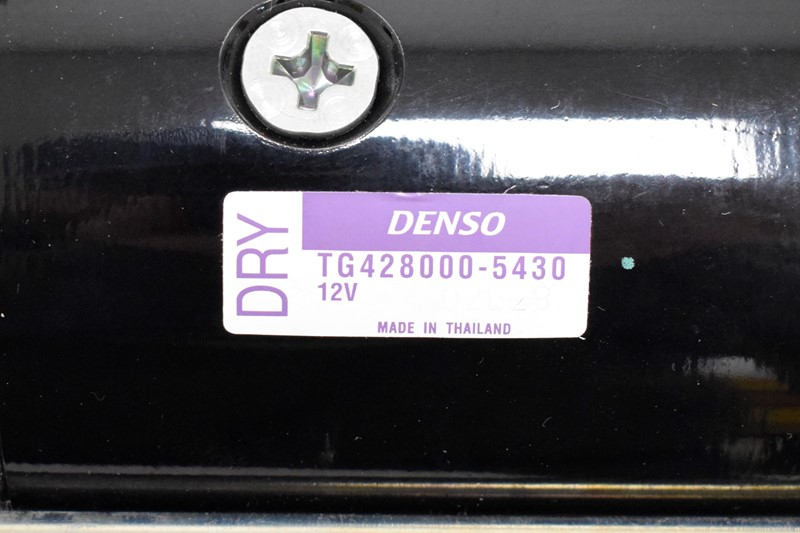 DRY
DENSO
TG428000-5430
12V
MADE IN THAILAND